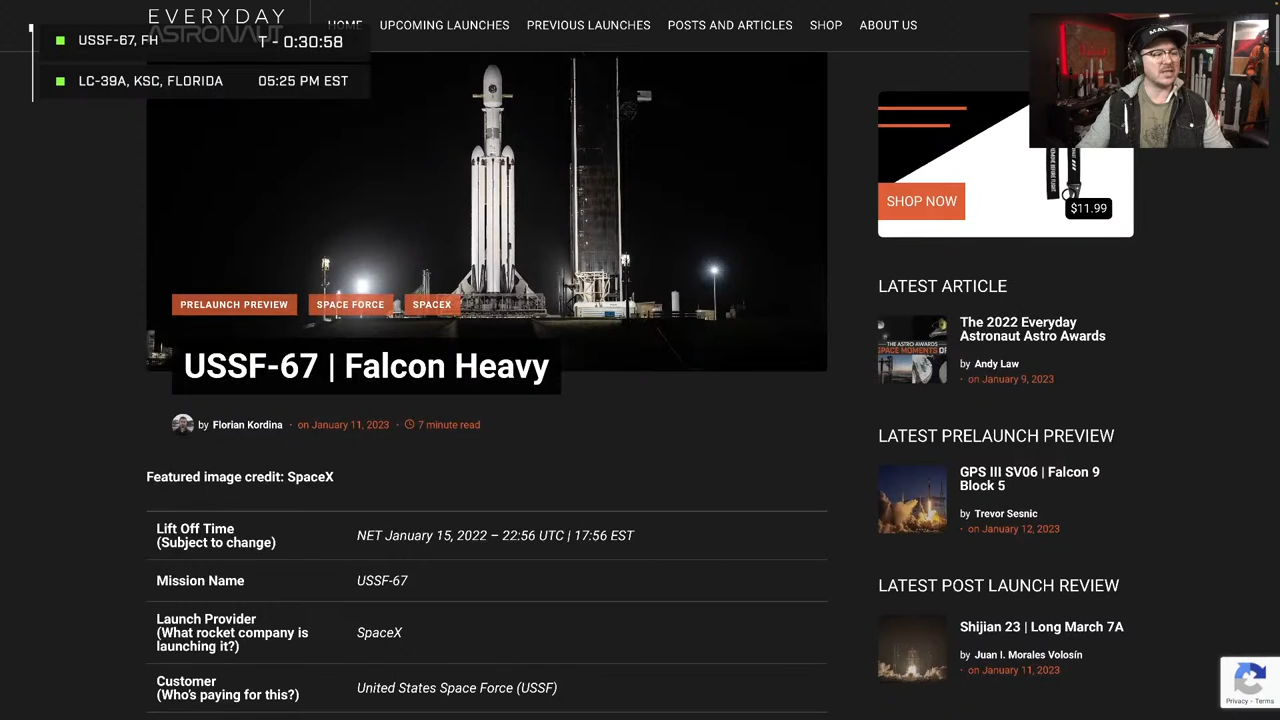 EVERYDAY
ASTRONAUT
HOME
UPCOMING LAUNCHES
PREVIOUS LAUNCHES
POSTS AND ARTICLES
SHOP
ABOUT US
USSF-67, FH
T - 0:30:58
LC-39A, KSC, FLORIDA
05:25 PM EST
SHOP NOW
$11.99
PRELAUNCH PREVIEW
SPACE FORCE
SPACEX
USSF-67 | Falcon Heavy
by Florian Kordina · on January 11, 2023 · 7 minute read
Featured image credit: SpaceX
Lift Off Time
(Subject to change)
NET January 15, 2022 – 22:56 UTC | 17:56 EST
Mission Name
USSF-67
Launch Provider
(What rocket company is
launching it?)
SpaceX
Customer
(Who's paying for this?)
United States Space Force (USSF)
LATEST ARTICLE
The 2022 Everyday
Astronaut Astro Awards
by Andy Law
· on January 9, 2023
LATEST PRELAUNCH PREVIEW
GPS III SV06 | Falcon 9
Block 5
by Trevor Sesnic
· on January 12, 2023
LATEST POST LAUNCH REVIEW
Shijian 23 | Long March 7A
by Juan I. Morales Volosín
· on January 11, 2023
Privacy - Terms